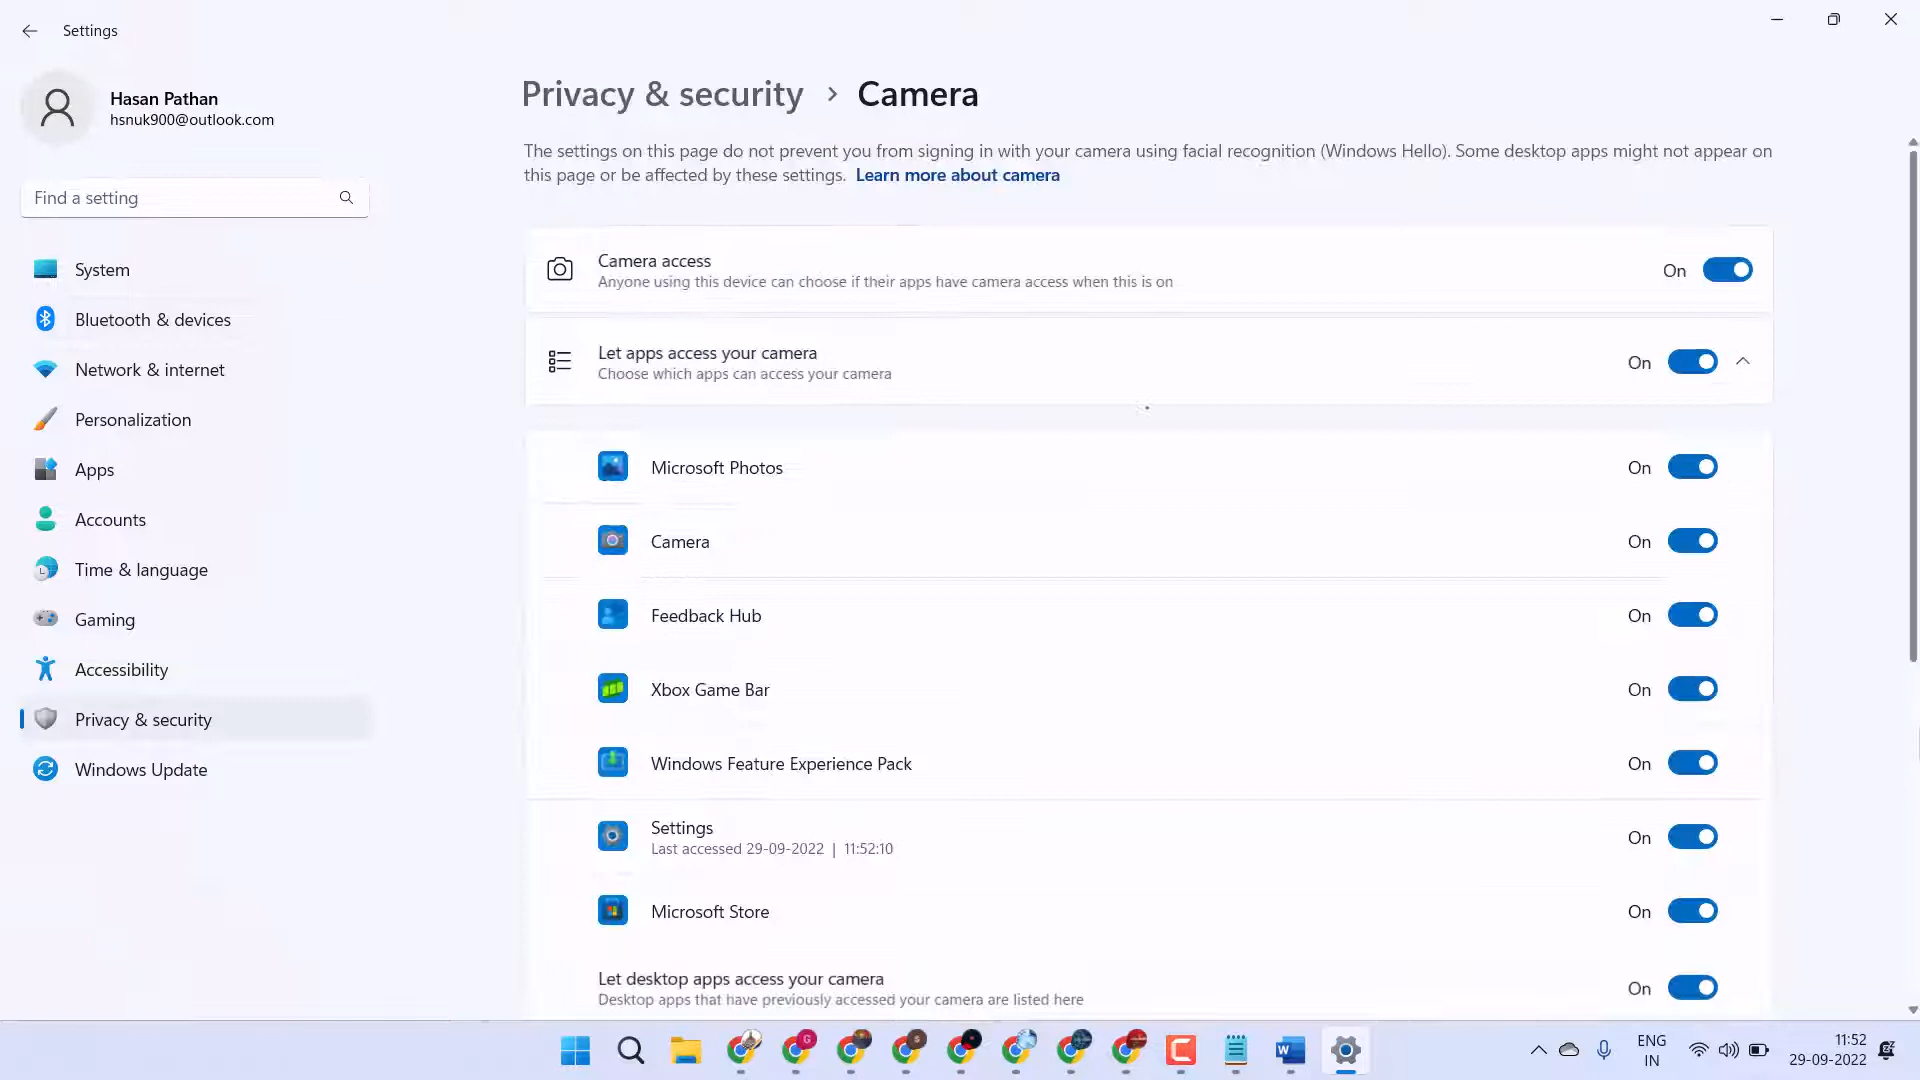 Settings
Hasan Pathan
hsnuk900@outlook.com
Find a setting
System
Bluetooth & devices
Network & internet
Personalization
Apps
Accounts
Time & language
Gaming
Accessibility
Privacy & security
Windows Update
Privacy & security > Camera
The settings on this page do not prevent you from signing in with your camera using facial recognition (Windows Hello). Some desktop apps might not appear on
this page or be affected by these settings. Learn more about camera
Camera access
Anyone using this device can choose if their apps have camera access when this is on
On
Let apps access your camera
Choose which apps can access your camera
On
Microsoft Photos
On
Camera
On
Feedback Hub
On
Xbox Game Bar
On
Windows Feature Experience Pack
On
Settings
Last accessed 29-09-2022 | 11:52:10
On
Microsoft Store
On
Let desktop apps access your camera
Desktop apps that have previously accessed your camera are listed here
On
ENG
IN
11:52
29-09-2022